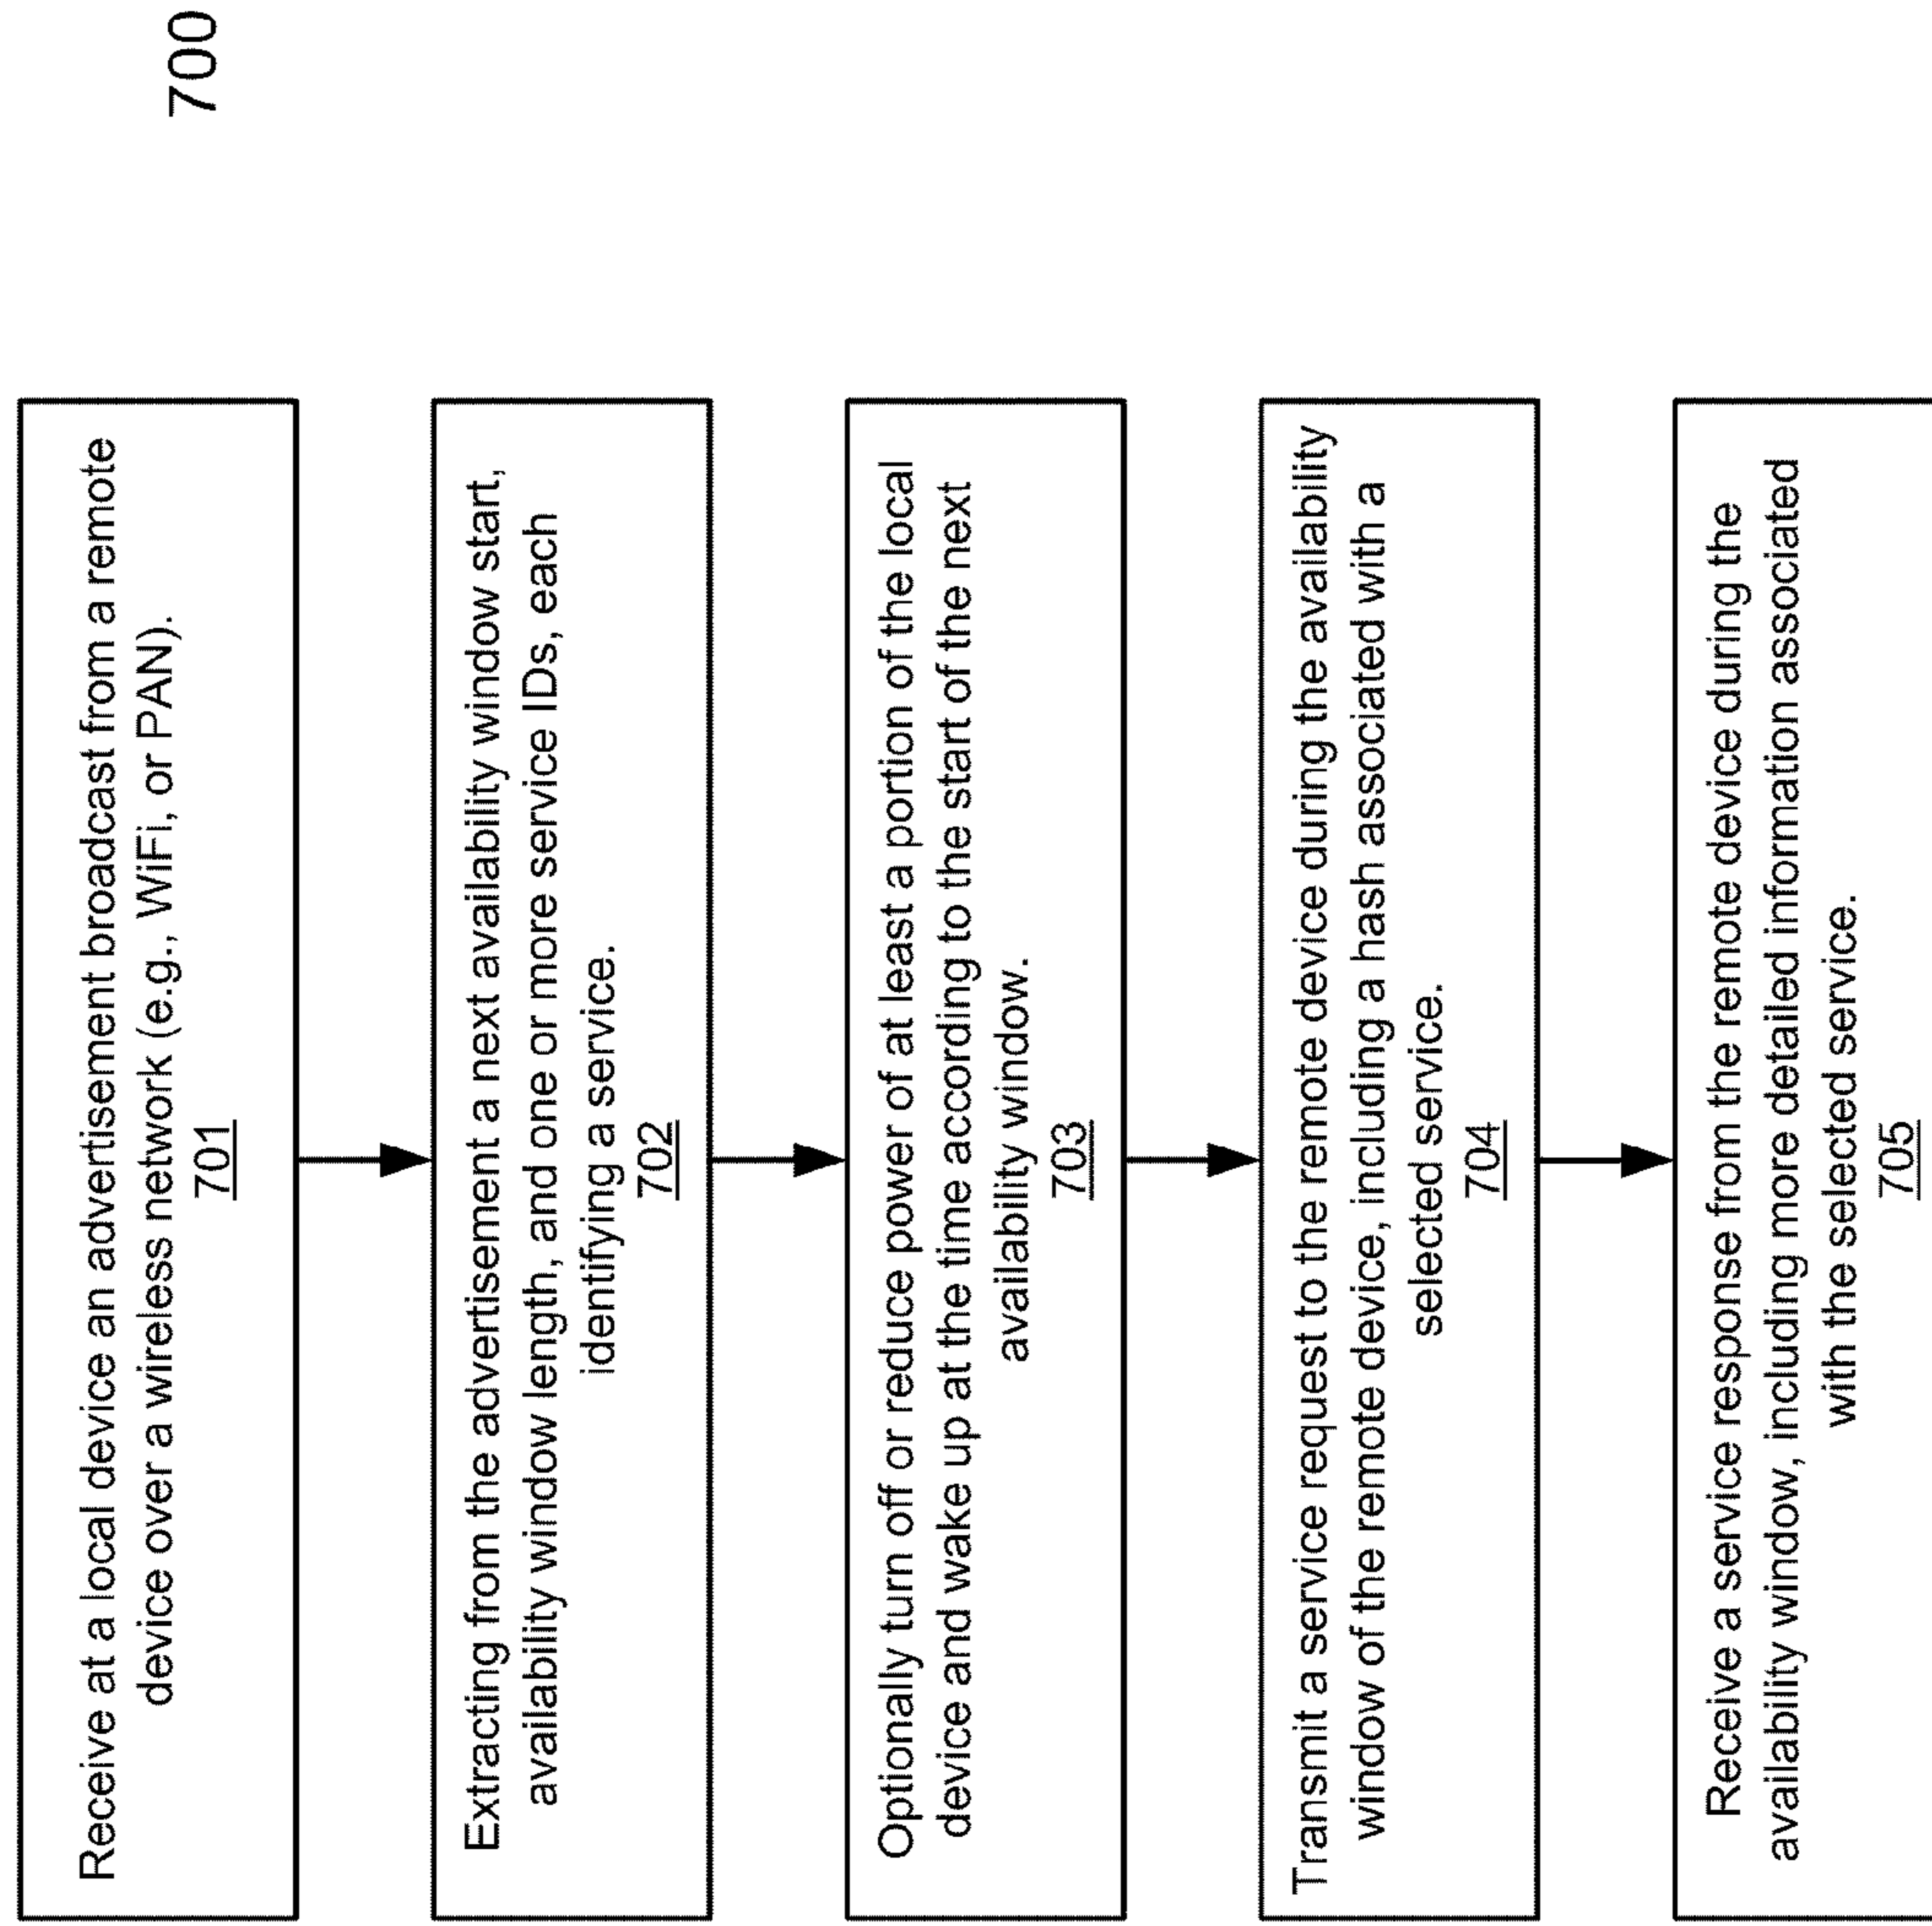 700
Receive at a local device an advertisement broadcast from a remote
device over a wireless network (e.g., WiFi, or PAN).
701
Extracting from the advertisement a next availability window start,
availability window length, and one or more service IDs, each
identifying a service.
702
Optionally turn off or reduce power of at least a portion of the local
device and wake up at the time according to the start of the next
availability window.
703
Transmit a service request to the remote device during the availability
window of the remote device, including a hash associated with a
selected service.
704
Receive a service response from the remote device during the
availability window, including more detailed information associated
with the selected service.
705